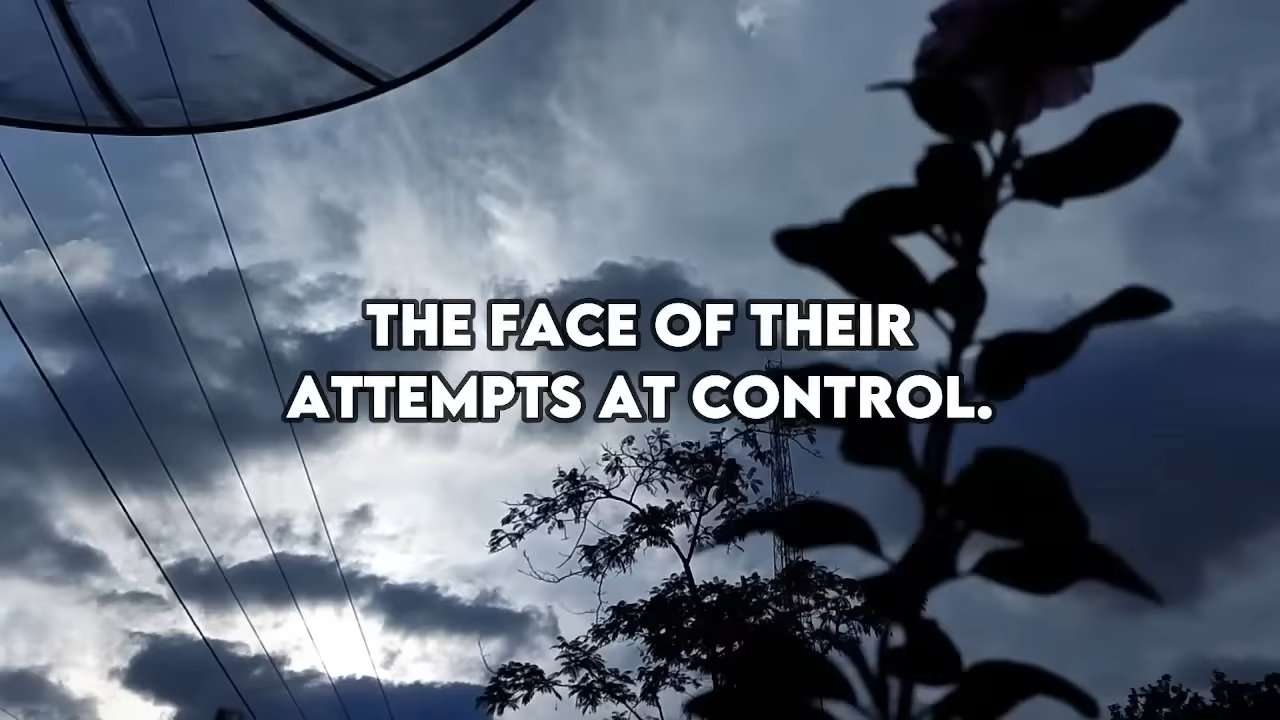 THE FACE OF THEIR
ATTEMPTS AT CONTROL.